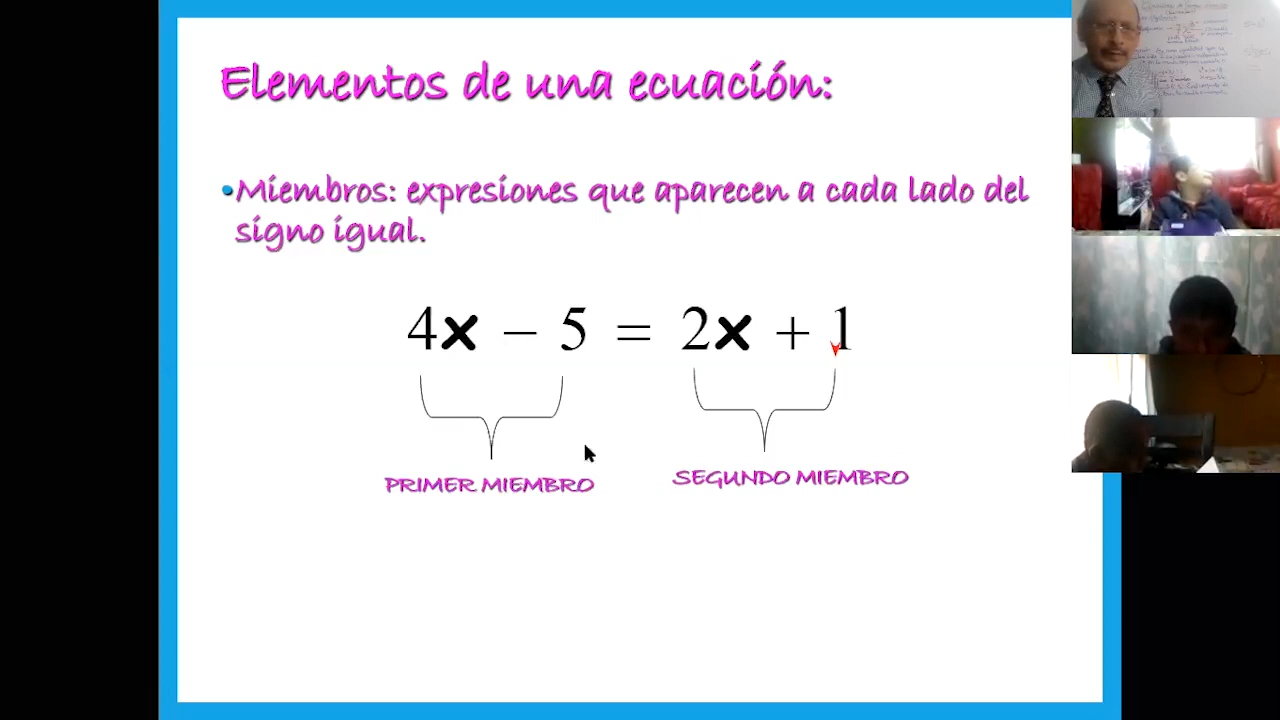 Elementos de una ecuación:
•Miembros: expresiones que aparecen a cada lado del
signo igual.
4x − 5 = 2x + 1
PRIMER MIEMBRO
SEGUNDO MIEMBRO